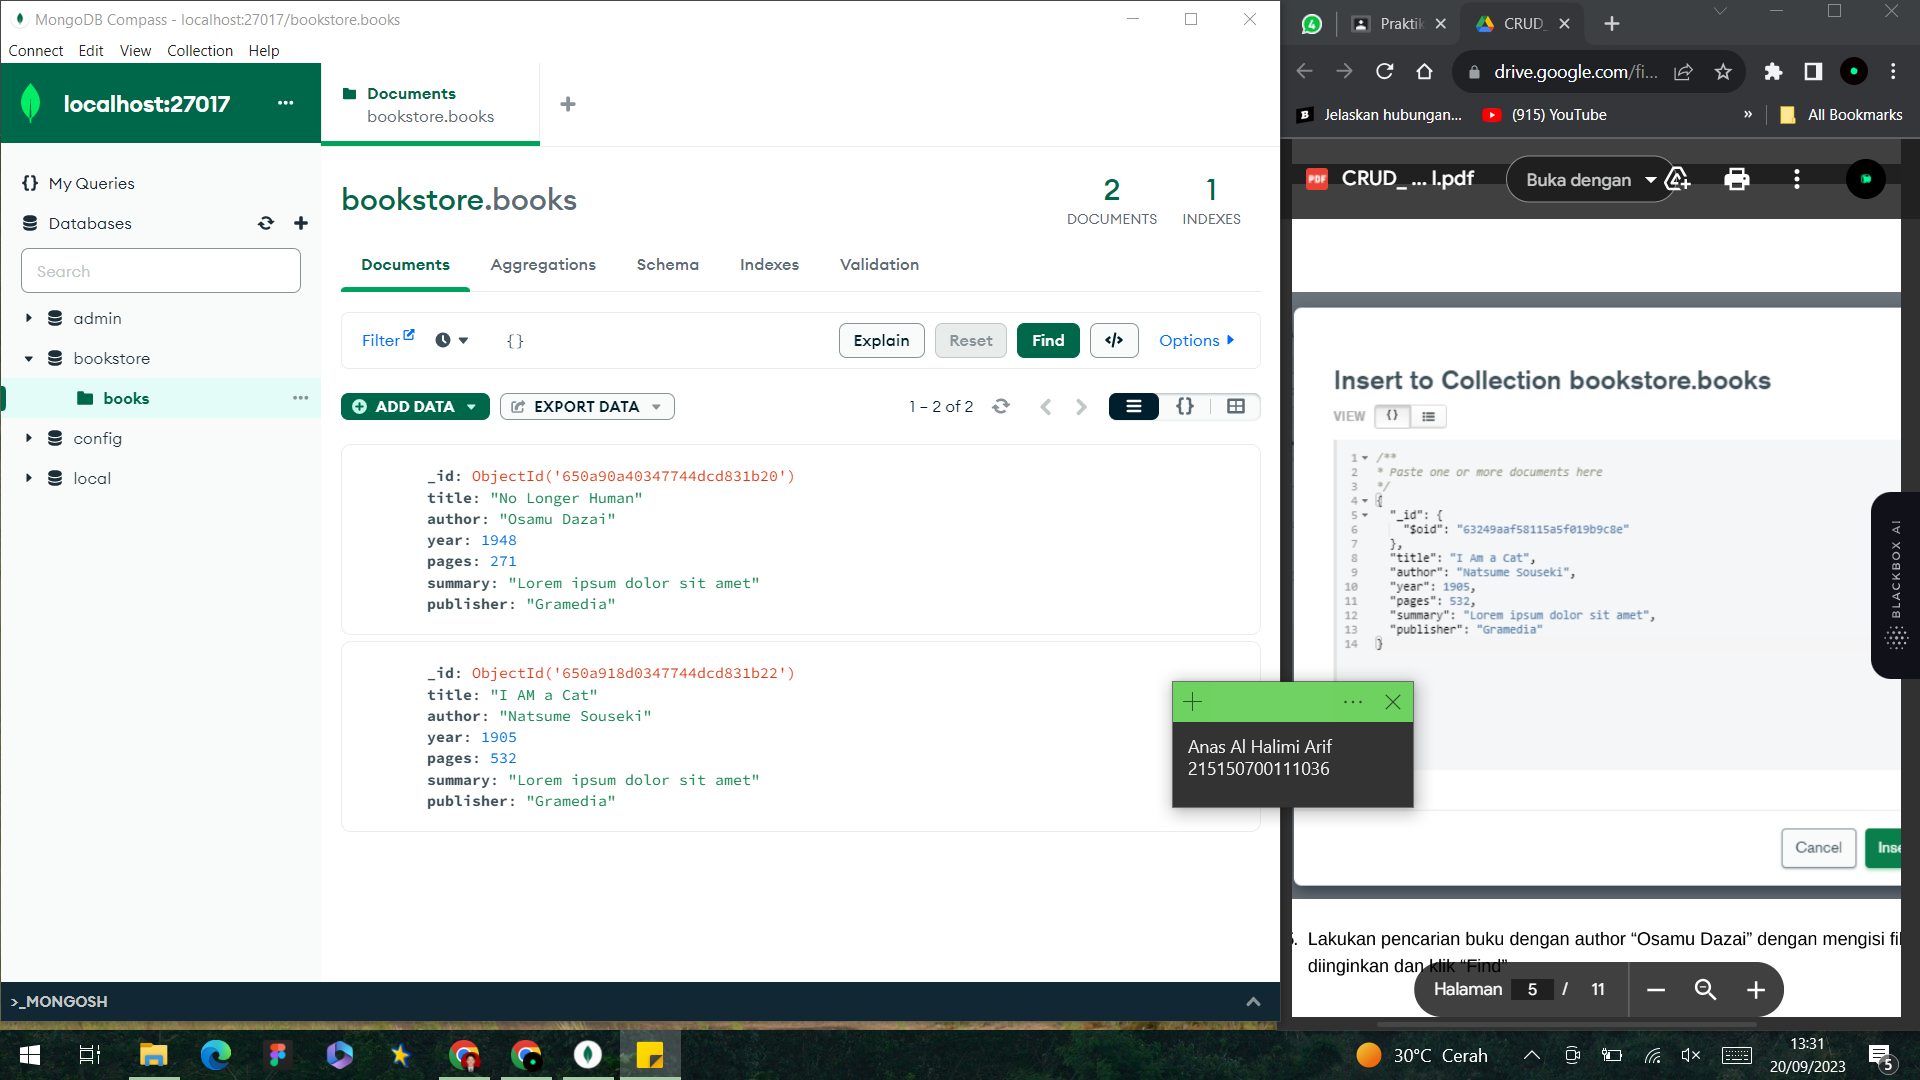 MongoDB Compass - localhost:27017/bookstore.books
Connect Edit View Collection Help
localhost:27017 ...
Documents
bookstore.books
{} My Queries
Databases
Search
admin
bookstore
books ...
config
local
bookstore.books
2
DOCUMENTS
1
INDEXES
Documents Aggregations Schema Indexes Validation
Filter {} Explain Reset Find </> Options
ADD DATA EXPORT DATA 1 – 2 of 2 {}
_id: ObjectId('650a90a40347744dcd831b20')
title: "No Longer Human"
author: "Osamu Dazai"
year: 1948
pages: 271
summary: "Lorem ipsum dolor sit amet"
publisher: "Gramedia"
_id: ObjectId('650a918d0347744dcd831b22')
title: "I AM a Cat"
author: "Natsume Souseki"
year: 1905
pages: 532
summary: "Lorem ipsum dolor sit amet"
publisher: "Gramedia"
>_MONGOSH
4 Praktik CRUD_
drive.google.com/fi...
Jelaskan hubungan... (915) YouTube » All Bookmarks
PDF CRUD_ ... l.pdf Buka dengan
Insert to Collection bookstore.books
VIEW {}
1 /**
2 * Paste one or more documents here
3 */
4 {
5 "_id": {
6 "$oid": "63249aaf58115a5f019b9c8e"
7 },
8 "title": "I Am a Cat",
9 "author": "Natsume Souseki",
10 "year": 1905,
11 "pages": 532,
12 "summary": "Lorem ipsum dolor sit amet",
13 "publisher": "Gramedia"
14 }
BLACKBOX AI
Anas Al Halimi Arif
215150700111036
Cancel Inse
5. Lakukan pencarian buku dengan author “Osamu Dazai” dengan mengisi fil
diinginkan dan klik “Find”
Halaman 5 / 11
30°C Cerah
13:31
20/09/2023
5